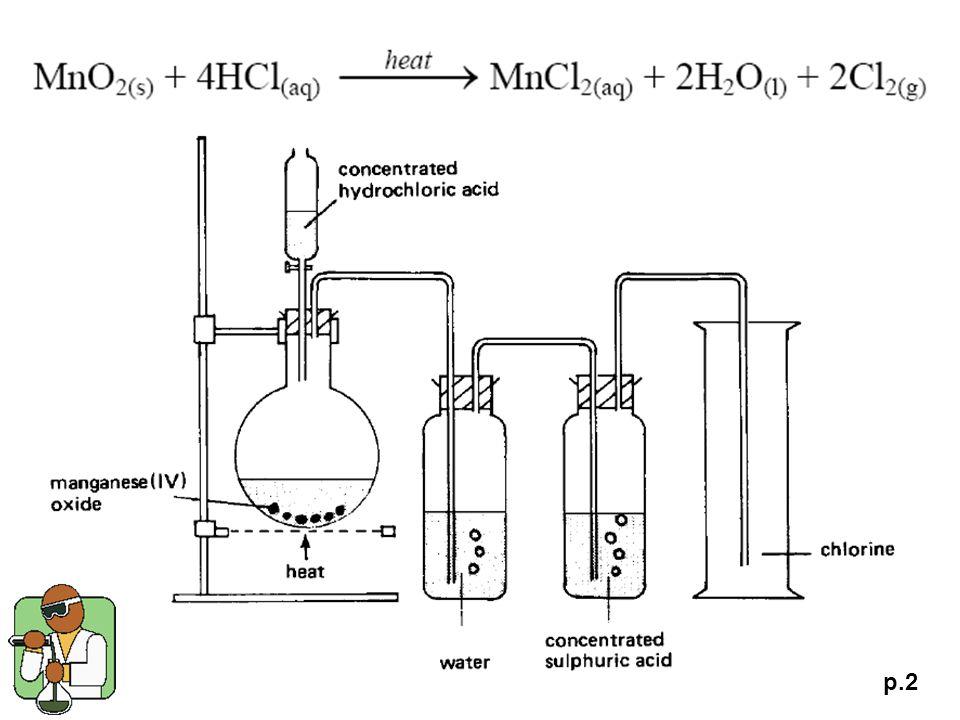 MnO₂(s) + 4HCl(aq) heat⟶ MnCl₂(aq) + 2H₂O(l) + 2Cl₂(g)
concentrated
hydrochloric acid
manganese(IV)
oxide
heat
water
concentrated
sulphuric acid
chlorine
p.2